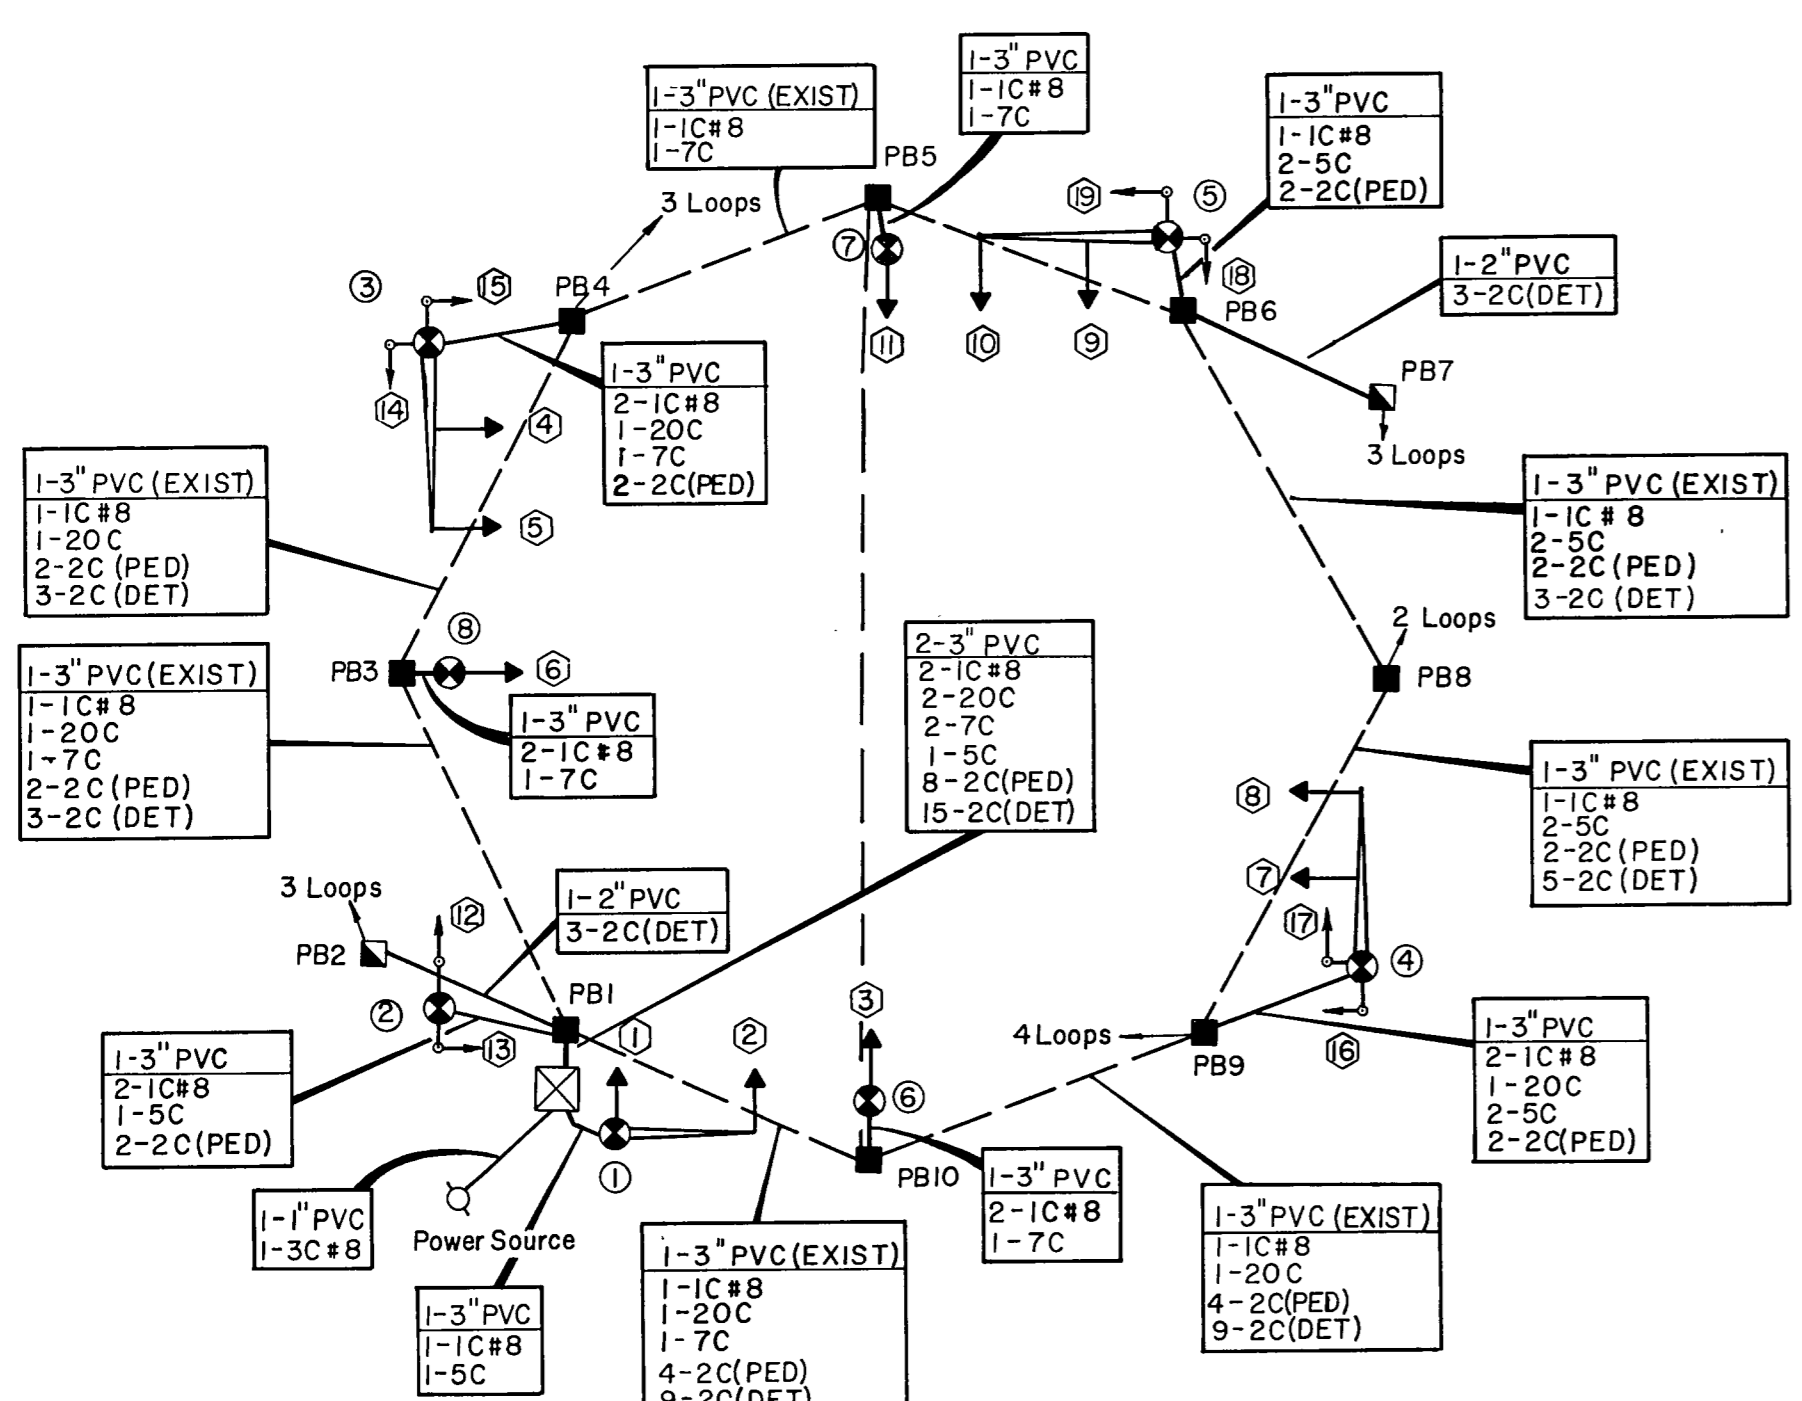 1-3" PVC
1-1C#8
1-7C
1-3" PVC (EXIST)
1-1C#8
1-7C
1-3" PVC
1-1C#8
2-5C
2-2C(PED)
PB5
3 Loops
19
5
7
18
1-2" PVC
3-2C(DET)
3
15
PB4
PB6
11
10
9
PB7
3 Loops
14
4
5
1-3" PVC
2-1C#8
1-20C
1-7C
2-2C(PED)
1-3" PVC (EXIST)
1-1C#8
1-20C
2-2C (PED)
3-2C (DET)
1-3" PVC (EXIST)
1-1C # 8
2-5C
2-2C (PED)
3-2C (DET)
2 Loops
PB8
8
PB3
6
1-3" PVC (EXIST)
1-1C#8
1-20C
1-7C
2-2C (PED)
3-2C (DET)
1-3" PVC
2-1C#8
1-7C
2-3" PVC
2-1C#8
2-20C
2-7C
1-5C
8-2C(PED)
15-2C(DET)
1-3" PVC (EXIST)
1-1C#8
2-5C
2-2C (PED)
5-2C (DET)
8
7
17
4
3 Loops
12
PB2
1-2" PVC
3-2C(DET)
2
PB1
13
1
2
3
6
4 Loops
PB9
16
1-3" PVC
2-1C#8
1-5C
2-2C(PED)
1-3" PVC
2-1C#8
1-20C
2-5C
2-2C(PED)
1
PB10
1-3" PVC
2-1C#8
1-7C
1-1" PVC
1-3C#8
Power Source
1-3" PVC
1-1C#8
1-5C
1-3" PVC (EXIST)
1-1C#8
1-20C
1-7C
4-2C(PED)
9-2C(DET)
1-3" PVC (EXIST)
1-1C#8
1-20C
4-2C(PED)
9-2C(DET)